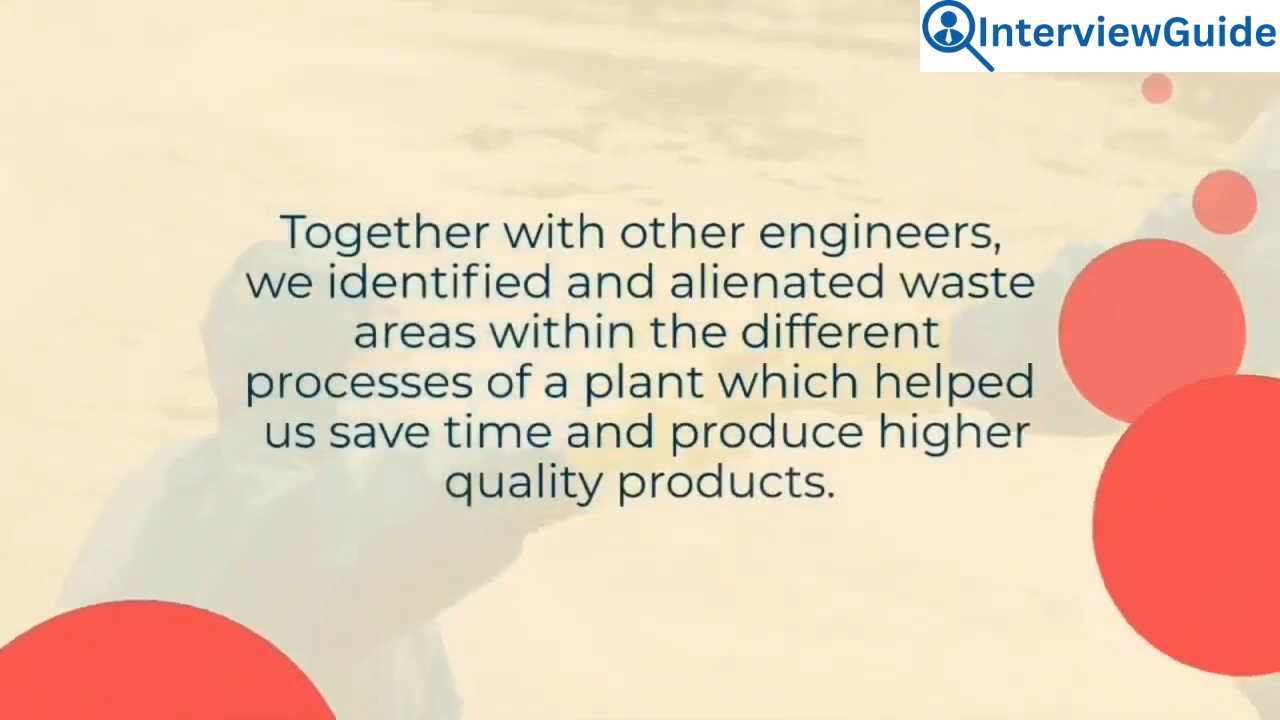 InterviewGuide
Together with other engineers,
we identified and alienated waste
areas within the different
processes of a plant which helped
us save time and produce higher
quality products.